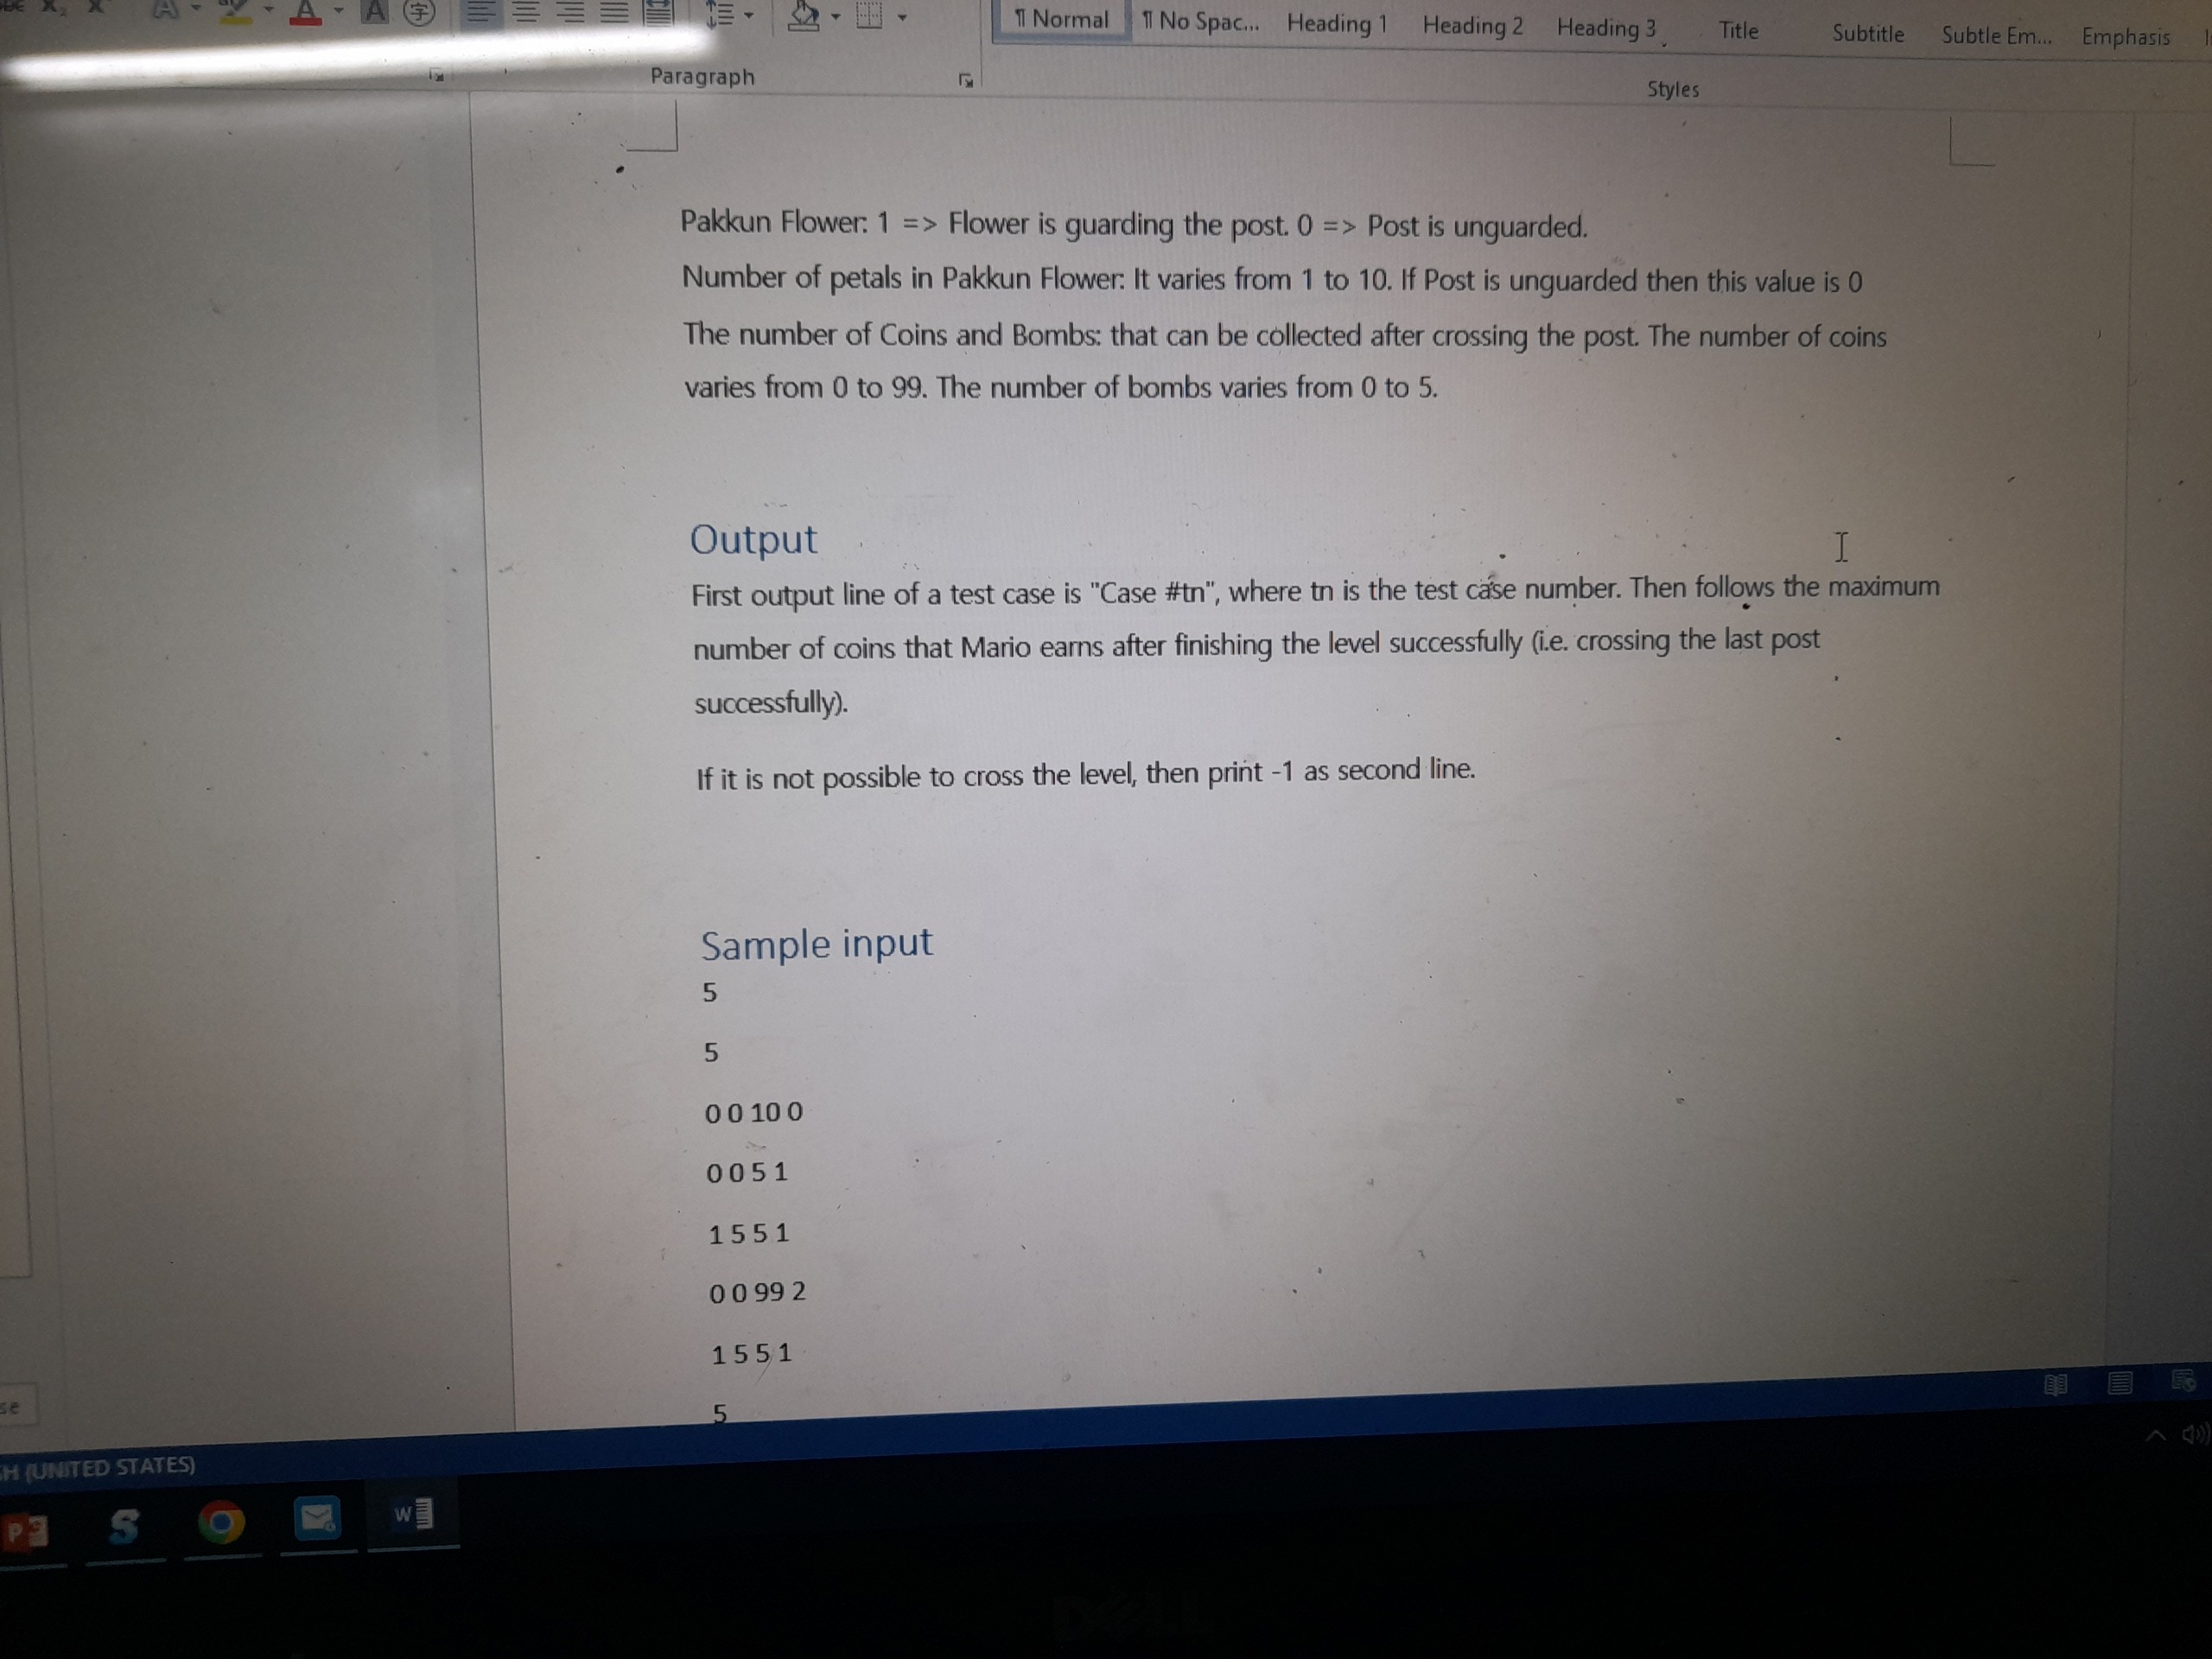 Paragraph
¶ Normal
¶ No Spac...
Heading 1
Heading 2
Heading 3
Title
Subtitle
Subtle Em...
Emphasis
Styles
Pakkun Flower: 1 => Flower is guarding the post. 0 => Post is unguarded.
Number of petals in Pakkun Flower: It varies from 1 to 10. If Post is unguarded then this value is 0
The number of Coins and Bombs: that can be collected after crossing the post. The number of coins
varies from 0 to 99. The number of bombs varies from 0 to 5.
Output
First output line of a test case is "Case #tn", where tn is the test case number. Then follows the maximum
number of coins that Mario earns after finishing the level successfully (i.e. crossing the last post
successfully).
If it is not possible to cross the level, then print -1 as second line.
Sample input
5
5
0 0 10 0
0 0 5 1
1 5 5 1
0 0 99 2
1 5 5 1
5
(UNITED STATES)
DELL